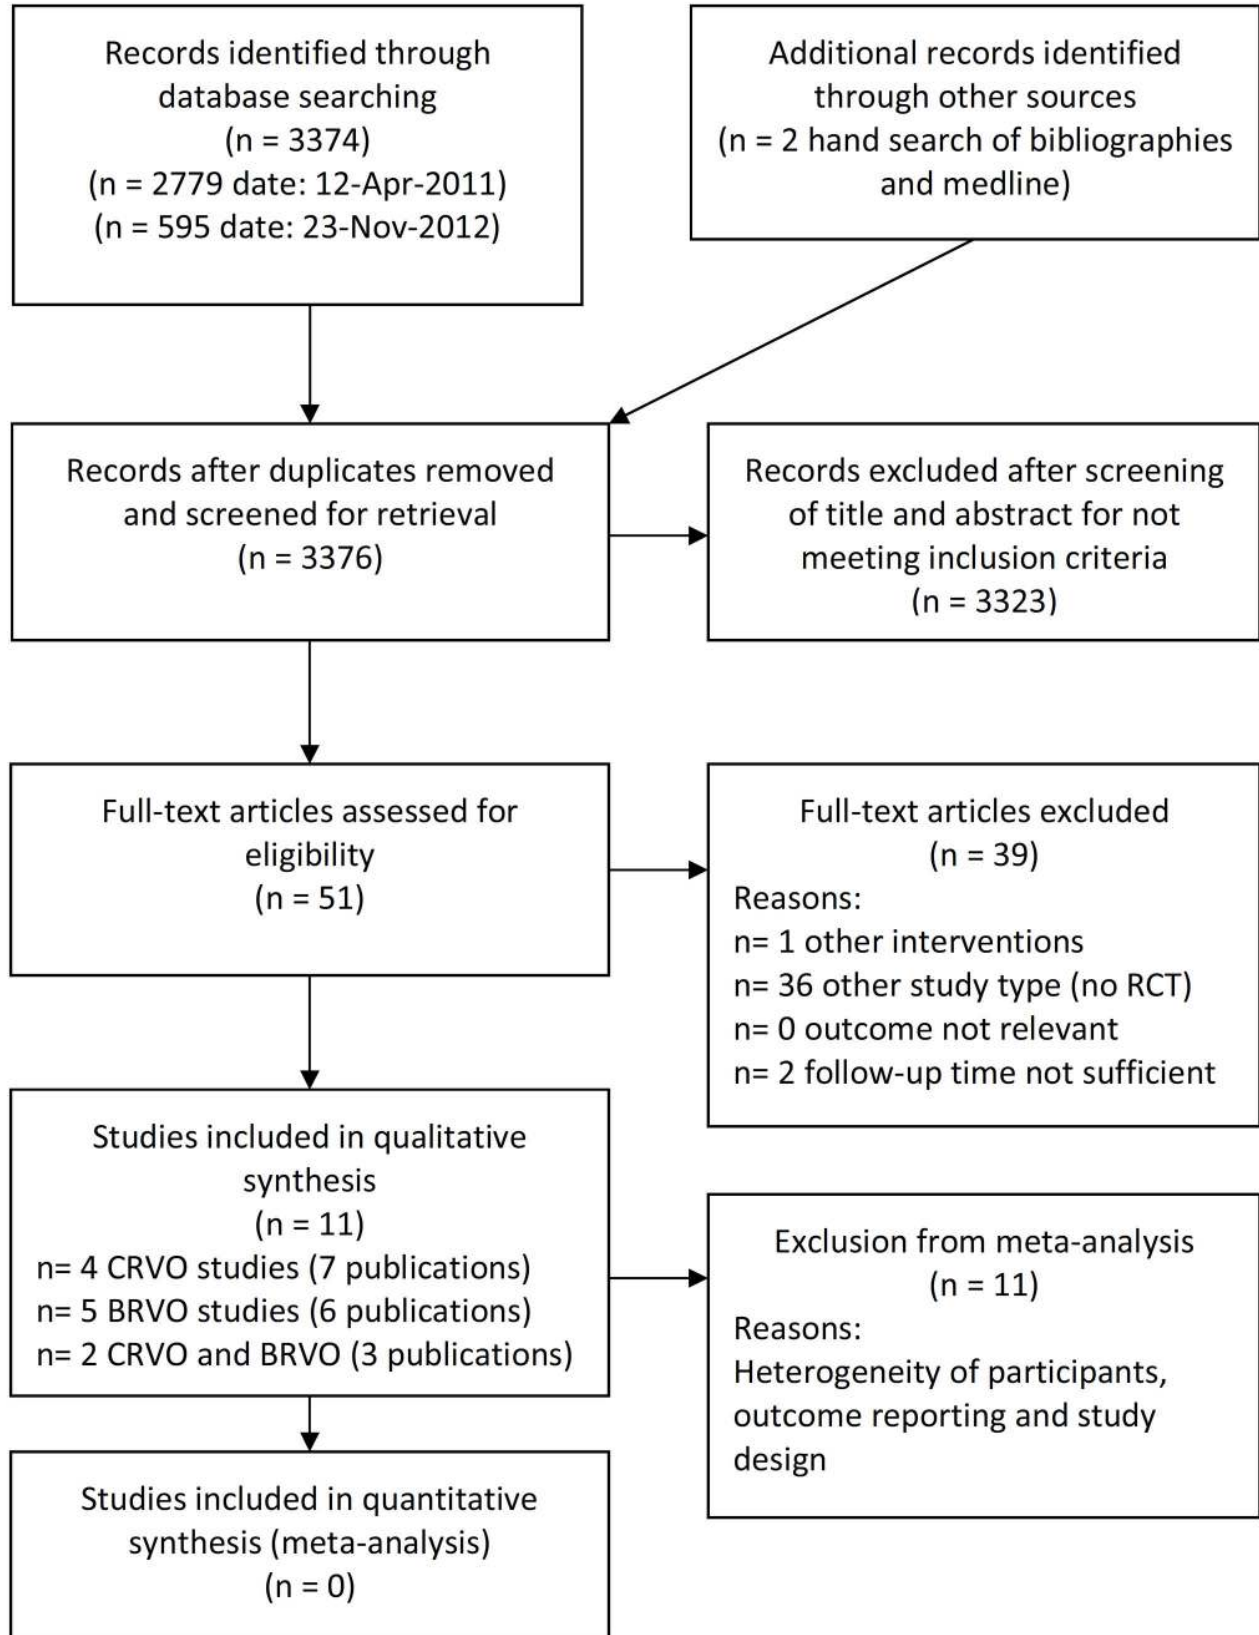 Records identified through
database searching
(n = 3374)
(n = 2779 date: 12-Apr-2011)
(n = 595 date: 23-Nov-2012)
Additional records identified
through other sources
(n = 2 hand search of bibliographies
and medline)
Records after duplicates removed
and screened for retrieval
(n = 3376)
Records excluded after screening
of title and abstract for not
meeting inclusion criteria
(n = 3323)
Full-text articles assessed for
eligibility
(n = 51)
Full-text articles excluded
(n = 39)
Reasons:
n= 1 other interventions
n= 36 other study type (no RCT)
n= 0 outcome not relevant
n= 2 follow-up time not sufficient
Studies included in qualitative
synthesis
(n = 11)
n= 4 CRVO studies (7 publications)
n= 5 BRVO studies (6 publications)
n= 2 CRVO and BRVO (3 publications)
Exclusion from meta-analysis
(n = 11)
Reasons:
Heterogeneity of participants,
outcome reporting and study
design
Studies included in quantitative
synthesis (meta-analysis)
(n = 0)